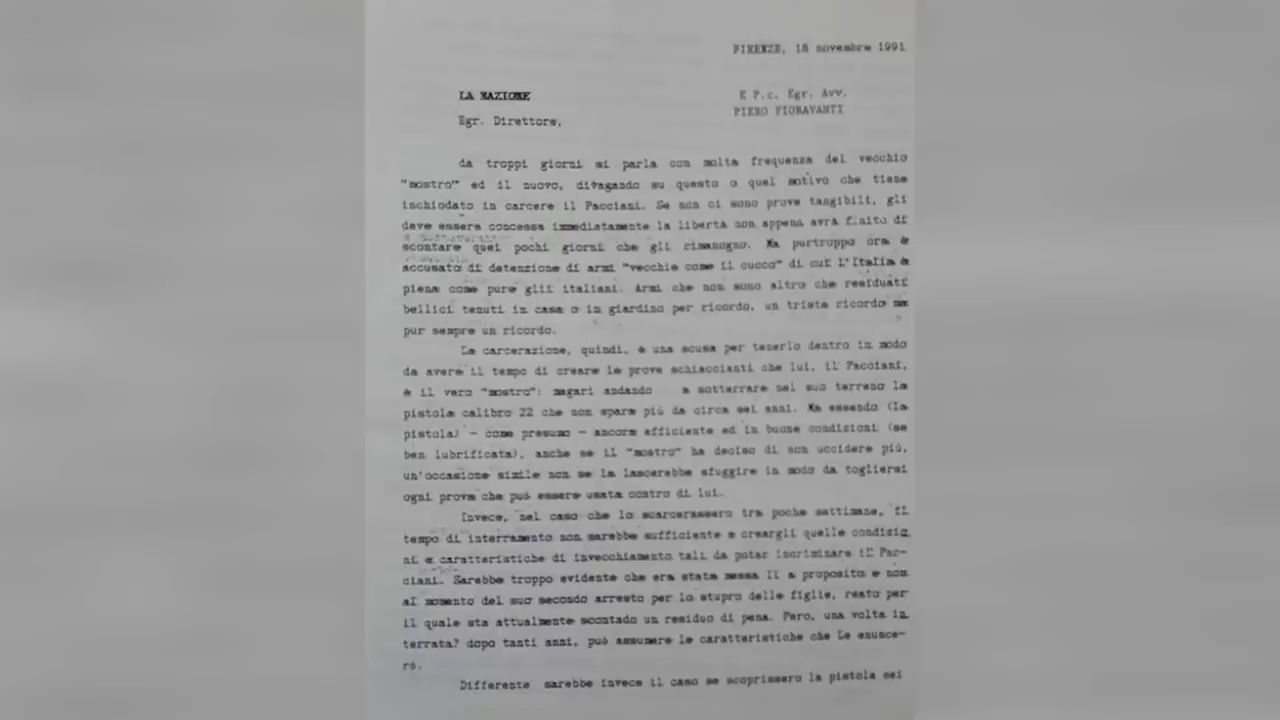 FIRENZE, 18 novembre 1991
LA NAZIONE
E P.c. Egr. Avv.
PIERO FIORAVANTI
Egr. Direttore,
da troppi giorni si parla con molta frequenza del vecchio
"mostro" ed il nuovo, divagando su questo o quel motivo che tiene
inchiodato in carcere il Pacciani. Se non ci sono prove tangibili, gli
deve essere concessa immediatamente la libertà non appena avrà finito di
scontare quei pochi giorni che gli rimangono. Ma purtroppo ora è
accusato di detenzione di armi "vecchie come il cucco" di cui l'Italia è
piena come pure gli italiani. Armi che non sono altro che residuati
bellici tenuti in casa o in giardino per ricordo, un triste ricordo ma
pur sempre un ricordo.
La carcerazione, quindi, è una scusa per tenerlo dentro in modo
da avere il tempo di creare le prove schiaccianti che lui, il Pacciani,
è il vero "mostro": magari andando a sotterrare nel suo terreno la
pistola calibro 22 che non spara più da circa sei anni. Ma essendo (la
pistola) - come presumo - ancora efficiente ed in buone condizioni (se
ben lubrificata), anche se il "mostro" ha deciso di non uccidere più,
un'occasione simile non se la lascerebbe sfuggire in modo da togliersi
ogni prova che può essere usata contro di lui.
Invece, nel caso che lo scarcerassero tra poche settimane, il
tempo di interramento non sarebbe sufficiente a creargli quelle condizio
ni e caratteristiche di invecchiamento tali da poter incriminare il Pac-
ciani. Sarebbe troppo evidente che era stata messa lì a proposito e non
al momento del suo secondo arresto per lo stupro delle figlie, reato per
il quale sta attualmente scontado un residuo di pena. Però, una volta in
terrata? dopo tanti anni, può assumere le caratteristiche che Le enunce-
rò.
Differente sarebbe invece il caso se scoprissero la pistola nei